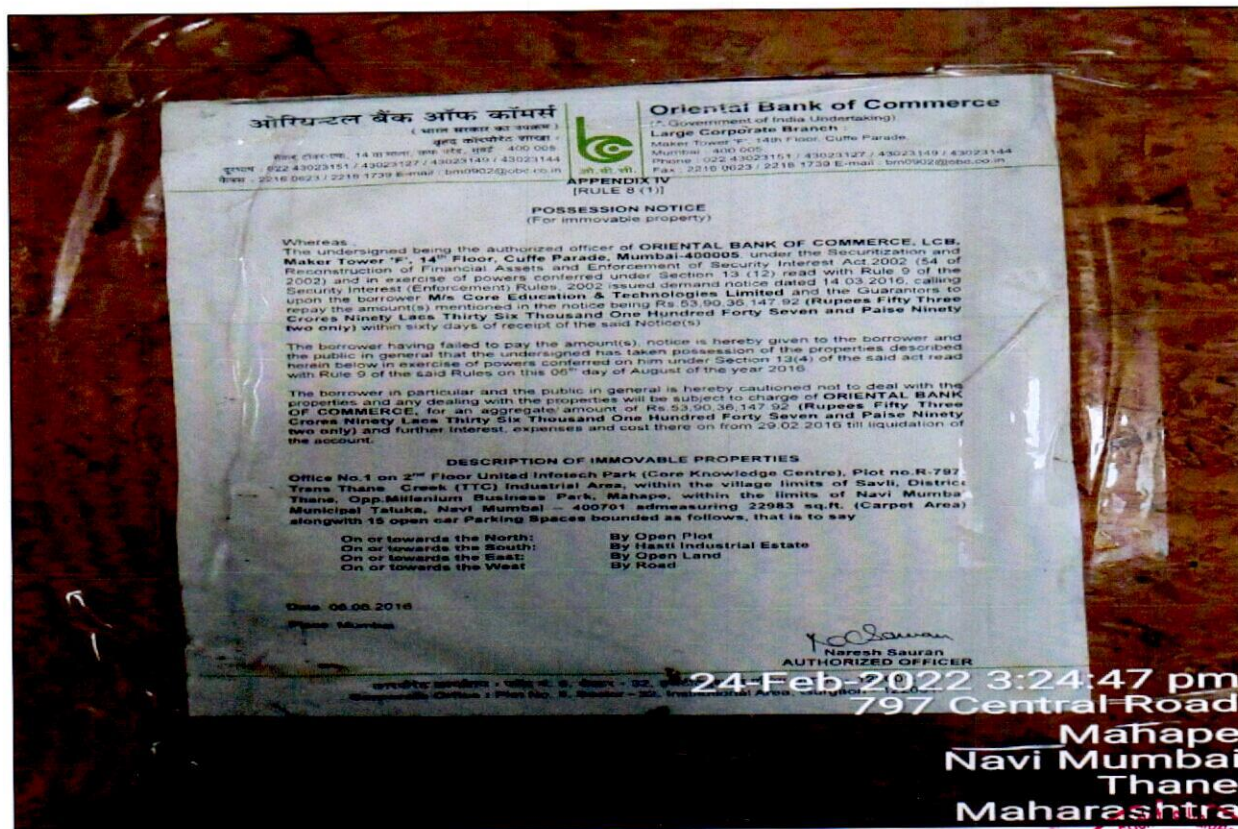 ओरियन्टल बैंक ऑफ कॉमर्स
( भारत सरकार का उपक्रम )
बृहद कॉरपोरेट शाखा :
400 005
दूरभाष : 022 43023151 / 43023127 / 43023149 / 43023144
फैक्स : 2216 0623 / 2218 1739 E-mail : bm0902@obc.co.in
ओ.बी.सी.
Oriental Bank of Commerce
(A Government of India Undertaking)
Large Corporate Branch :
Maker Tower 'F', 14th Floor, Cuffe Parade,
Mumbai - 400 005
Phone : 022 43023151 / 43023127 / 43023149 / 43023144
Fax : 2216 0623 / 2218 1739 E-mail : bm0902@obc.co.in
APPENDIX IV
[RULE 8 (1)]
POSSESSION NOTICE
(For immovable property)
Whereas
The undersigned being the authorized officer of ORIENTAL BANK OF COMMERCE, LCB,
Maker Tower 'F', 14th Floor, Cuffe Parade, Mumbai-400005, under the Securitization and
Reconstruction of Financial Assets and Enforcement of Security Interest Act,2002 (54 of
2002) and in exercise of powers conferred under Section 13 (12) read with Rule 9 of the
Security Interest (Enforcement) Rules, 2002 issued demand notice dated 14.03.2016, calling
upon the borrower M/s Core Education & Technologies Limited and the Guarantors to
repay the amount(s) mentioned in the notice being Rs.53,90,36,147.92 (Rupees Fifty Three
Crores Ninety Lacs Thirty Six Thousand One Hundred Forty Seven and Paise Ninety
two only) within sixty days of receipt of the said Notice(s)
The borrower having failed to pay the amount(s), notice is hereby given to the borrower and
the public in general that the undersigned has taken possession of the properties described
herein below in exercise of powers conferred on him under Section 13(4) of the said act read
with Rule 9 of the said Rules on this 06th day of August of the year 2016.
The borrower in particular and the public in general is hereby cautioned not to deal with the
properties and any dealing with the properties will be subject to charge of ORIENTAL BANK
OF COMMERCE, for an aggregate amount of Rs.53,90,36,147.92 (Rupees Fifty Three
Crores Ninety Lacs Thirty Six Thousand One Hundred Forty Seven and Paise Ninety
two only) and further interest, expenses and cost there on from 29.02.2016 till liquidation of
the account.
DESCRIPTION OF IMMOVABLE PROPERTIES
Office No.1 on 2nd Floor United Infotech Park (Core Knowledge Centre), Plot no.R-797,
Trans Thane Creek (TTC) Industrial Area, within the village limits of Savli, District
Thane, Opp.Millenium Business Park, Mahape, within the limits of Navi Mumbai
Municipal Taluka, Navi Mumbai – 400701 admeasuring 22983 sq.ft. (Carpet Area)
alongwith 15 open car Parking Spaces bounded as follows, that is to say
On or towards the North: By Open Plot
On or towards the South: By Hasti Industrial Estate
On or towards the East: By Open Land
On or towards the West By Road
Date 06.08.2016
Place Mumbai
Naresh Sauran
AUTHORIZED OFFICER
24-Feb-2022 3:24:47 pm
797 Central Road
Mahape
Navi Mumbai
Thane
Maharashtra